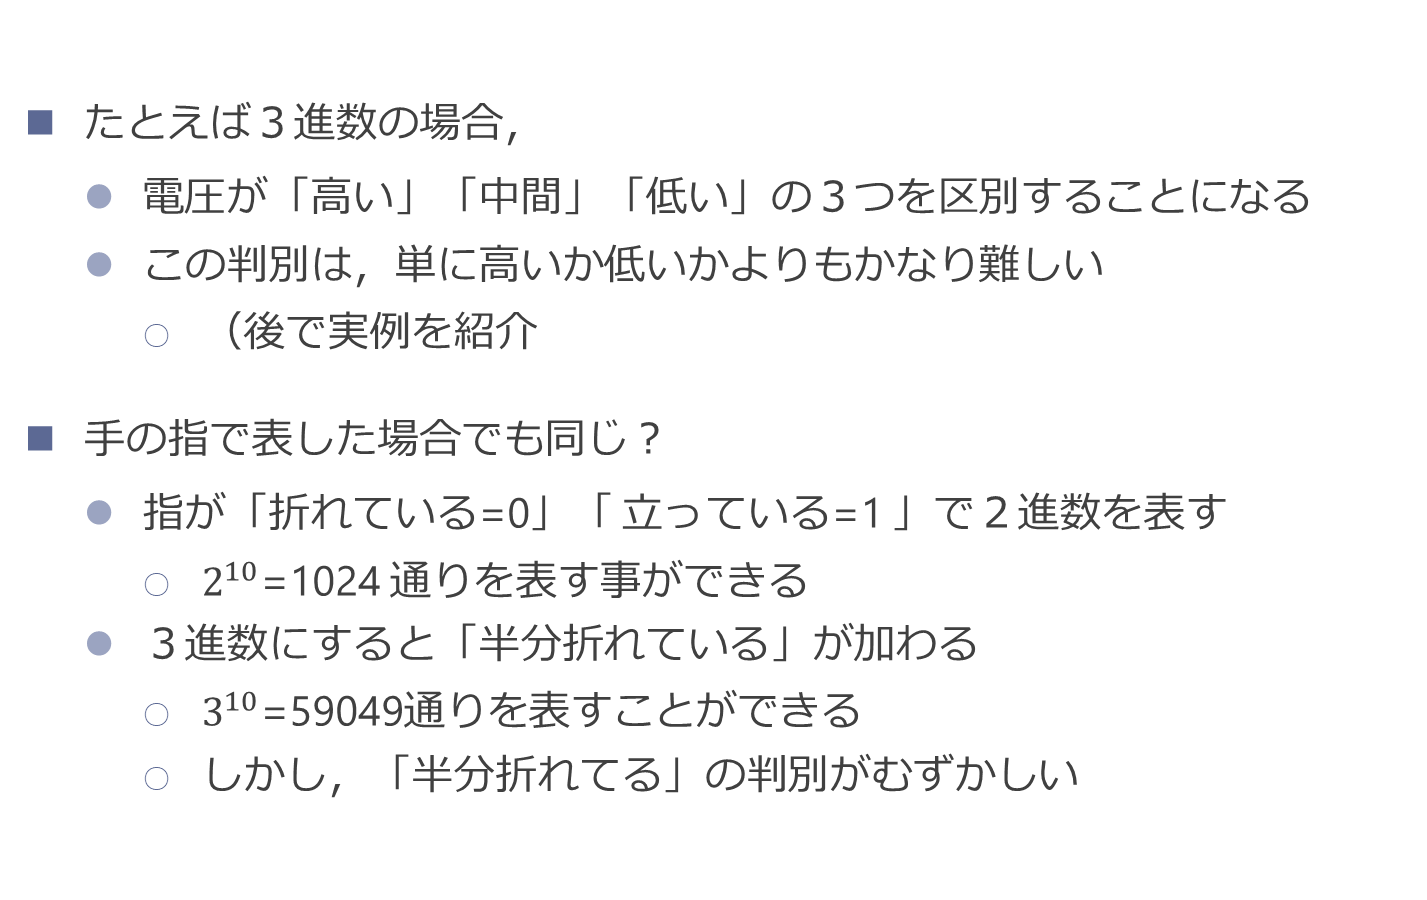 たとえば３進数の場合，
電圧が「高い」「中間」「低い」の３つを区別することになる
この判別は，単に高いか低いかよりもかなり難しい
（後で実例を紹介
手の指で表した場合でも同じ？
指が「折れている=0」「 立っている=1 」で２進数を表す
2¹⁰=1024 通りを表す事ができる
３進数にすると「半分折れている」が加わる
3¹⁰=59049通りを表すことができる
しかし，「半分折れてる」の判別がむずかしい